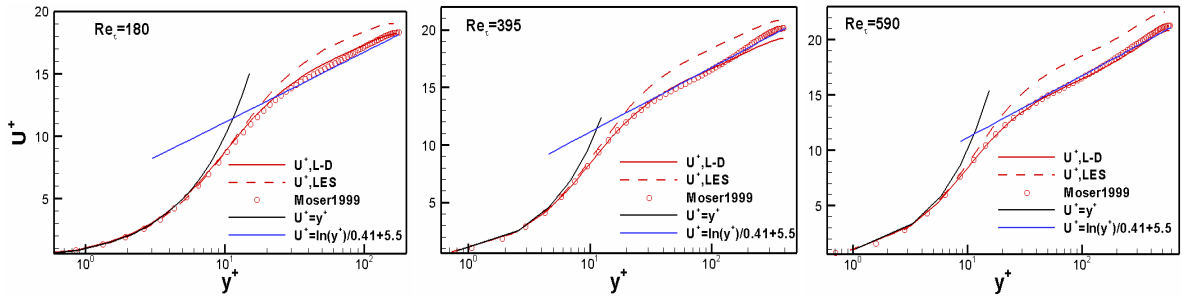 20
15
10
5
U⁺
Re_τ=180
U⁺,L-D
U⁺,LES
Moser1999
U⁺=y⁺
U⁺=ln(y⁺)/0.41+5.5
10⁰
10¹
10²
y⁺
20
15
10
5
Re_τ=395
U⁺,L-D
U⁺,LES
Moser1999
U⁺=y⁺
U⁺=ln(y⁺)/0.41+5.5
10⁰
10¹
10²
y⁺
20
15
10
5
Re_τ=590
U⁺,L-D
U⁺,LES
Moser1999
U⁺=y⁺
U⁺=ln(y⁺)/0.41+5.5
10⁰
10¹
10²
y⁺